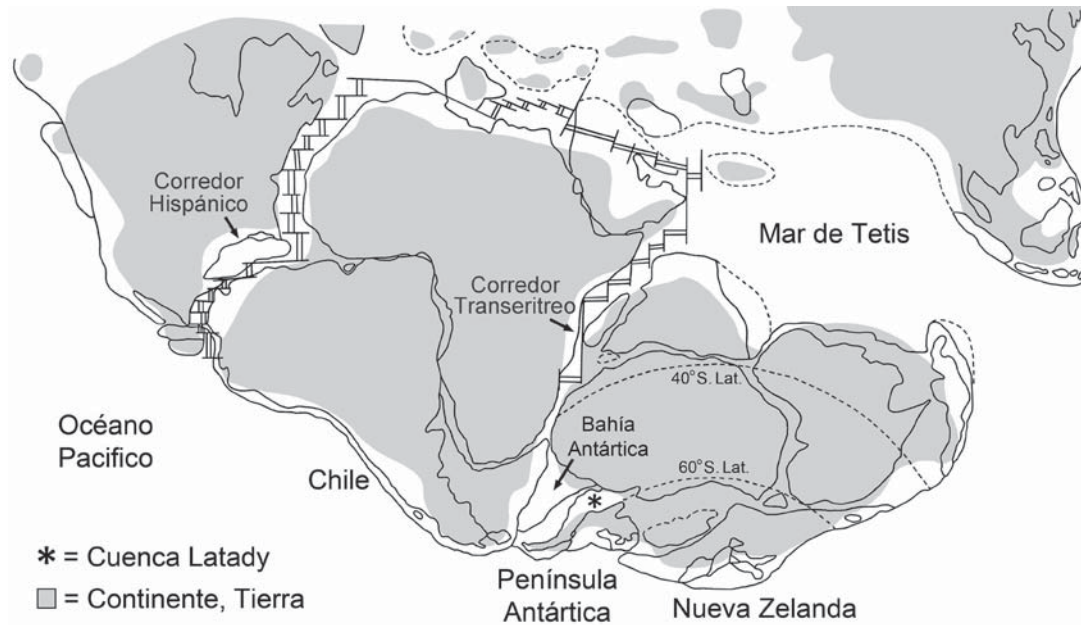 Corredor
Hispánico
Mar de Tetis
Corredor
Transeritreo
40° S. Lat.
Océano
Pacifico
Bahía
Antártica
Chile
60° S. Lat.
* = Cuenca Latady
= Continente, Tierra
Península
Antártica
Nueva Zelanda